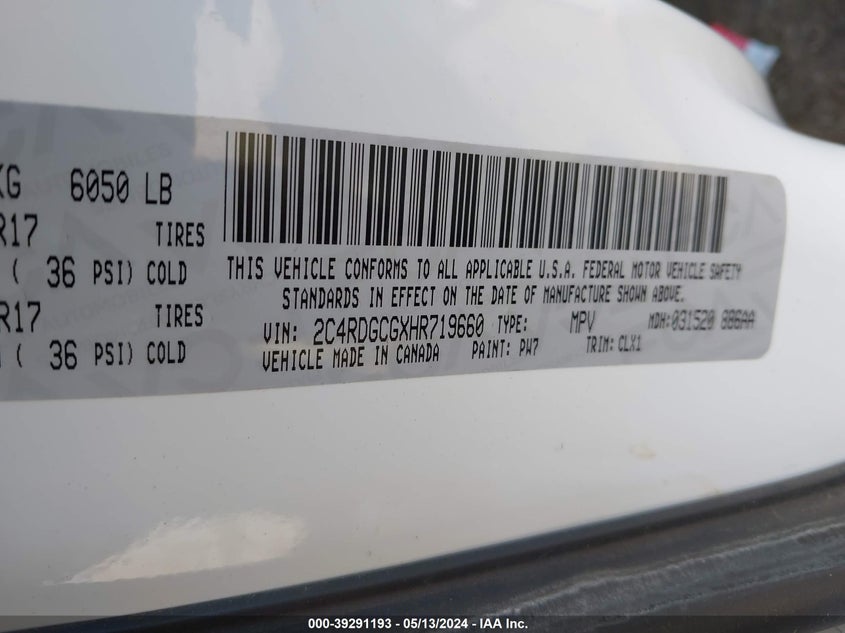 KG 6050 LB
R17 TIRES
( 36 PSI) COLD
R17
( 36 PSI) COLD
THIS VEHICLE CONFORMS TO ALL APPLICABLE U.S.A. FEDERAL MOTOR VEHICLE SAFETY
STANDARDS IN EFFECT ON THE DATE OF MANUFACTURE SHOWN ABOVE.
VIN: 2C4RDGCGXHR719660 TYPE: MPV MDH:031520 886AA
VEHICLE MADE IN CANADA PAINT: PW7 TRIM: CLX1
000-39291193 - 05/13/2024 - IAA Inc.